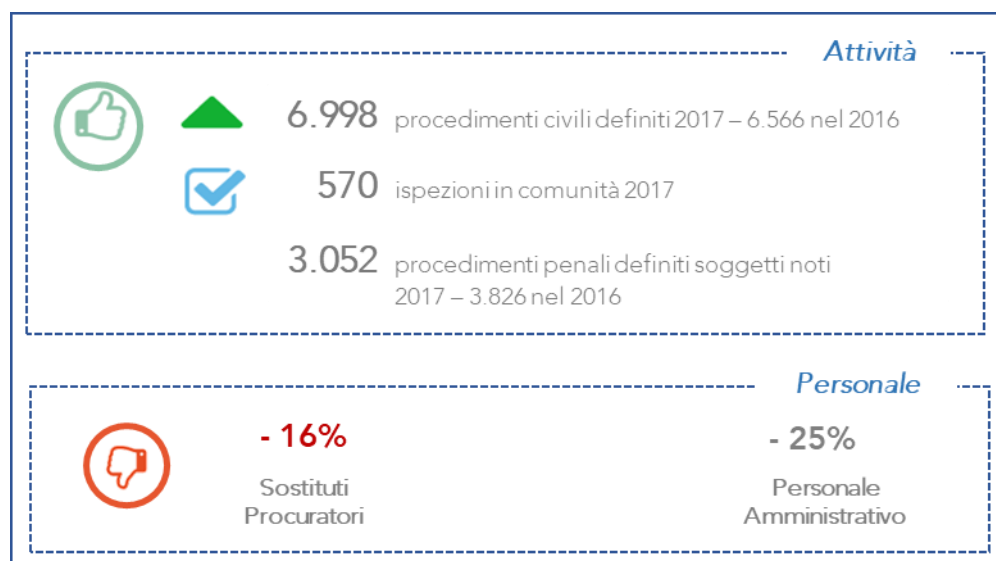 Attività
6.998 procedimenti civili definiti 2017 – 6.566 nel 2016
570 ispezioni in comunità 2017
3.052 procedimenti penali definiti soggetti noti
2017 – 3.826 nel 2016
Personale
- 16%
Sostituti
Procuratori
- 25%
Personale
Amministrativo